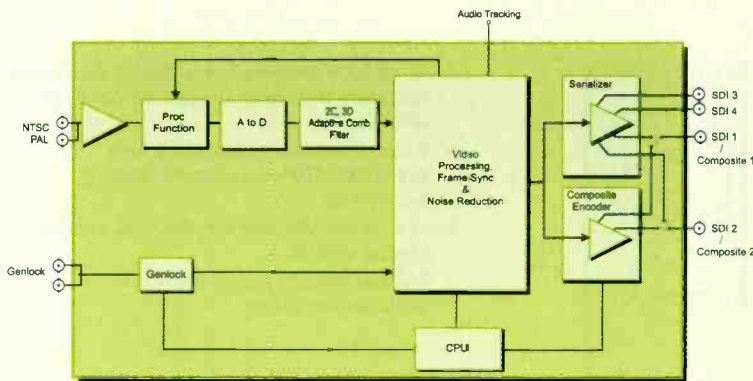 Audio Tracking
Serializer
SDI 3
SDI 4
SDI 1
/
Composite 1
NTSC
PAL
Proc
Function
A to D
2D, 3D
Adaptive Comb
Filter
Video
Processing,
Frame-Sync
&
Noise Reduction
Composite
Encoder
SDI 2
/
Composite 2
Genlock
Genlock
CPU